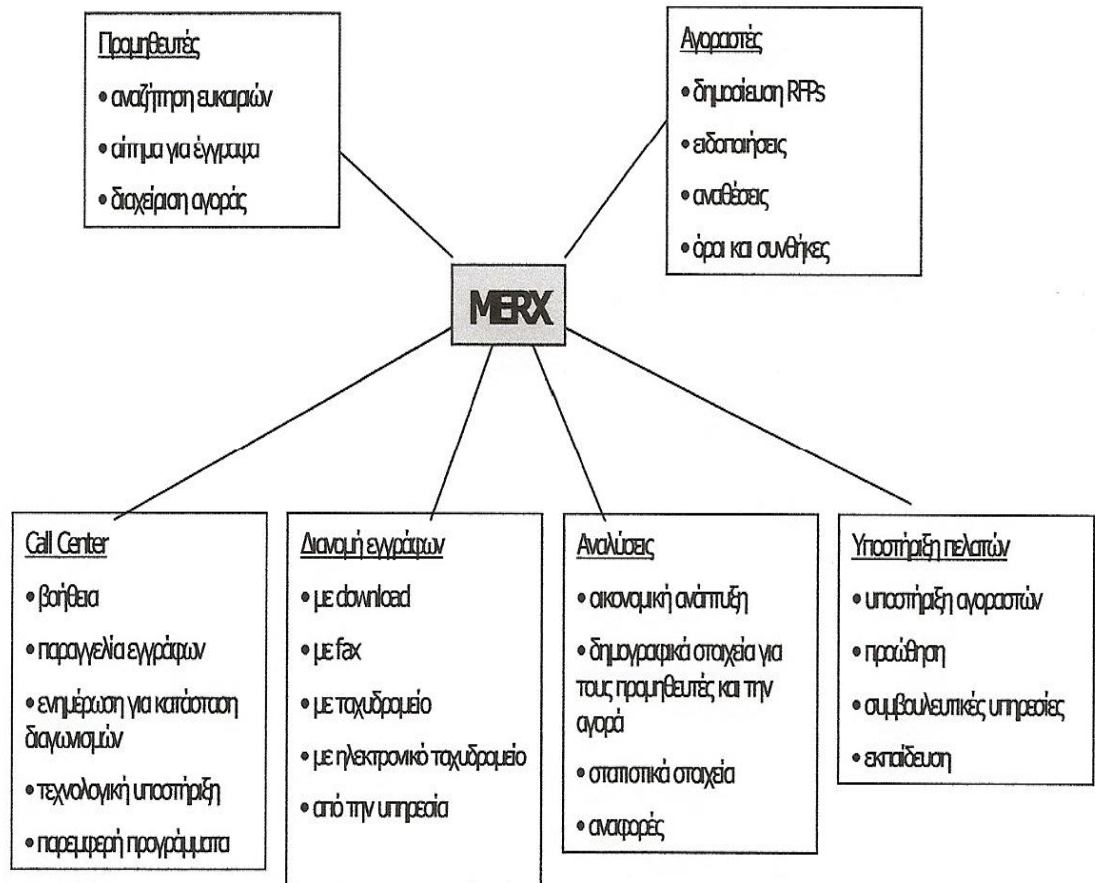 Προμηθευτές
• αναζήτηση ευκαιριών
• αίτημα για έγγραφα
• διαχείριση αγοράς
Αγοραστές
• δημοσίευση RFPs
• ειδοποιήσεις
• αναθέσεις
• όροι και συνθήκες
MERX
Call Center
• βοήθεια
• παραγγελία εγγράφων
• ενημέρωση για κατάσταση
διαγωνισμών
• τεχνολογική υποστήριξη
• παρεμφερή προγράμματα
Διανομή εγγράφων
• με download
• με fax
• με ταχυδρομείο
• με ηλεκτρονικό ταχυδρομείο
• από την υπηρεσία
Αναλύσεις
• οικονομική ανάπτυξη
• δημογραφικά στοιχεία για
τους προμηθευτές και την
αγορά
• στατιστικά στοιχεία
• αναφορές
Υποστήριξη πελατών
• υποστήριξη αγοραστών
• προώθηση
• συμβουλευτικές υπηρεσίες
• εκπαίδευση